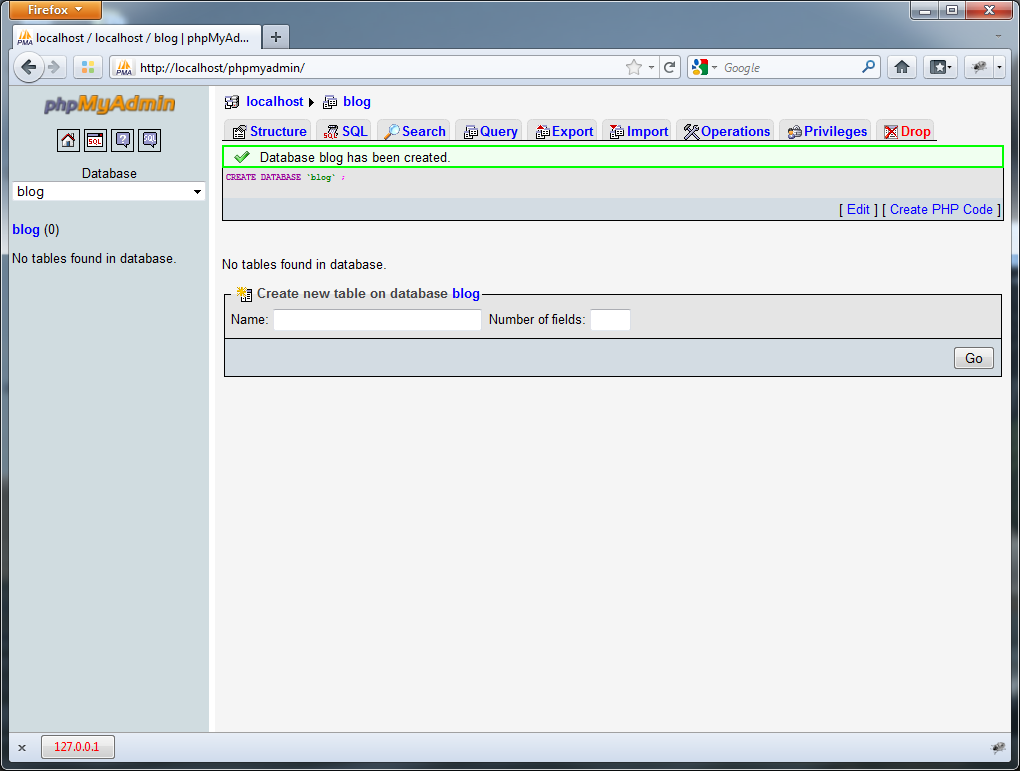 Firefox
localhost / localhost / blog | phpMyAd...
http://localhost/phpmyadmin/
Google
phpMyAdmin
SQL
Database
blog
blog (0)
No tables found in database.
localhost blog
Structure SQL Search Query Export Import Operations Privileges Drop
Database blog has been created.
CREATE DATABASE `blog` ;
[ Edit ] [ Create PHP Code ]
No tables found in database.
Create new table on database blog
Name: Number of fields:
Go
x 127.0.0.1